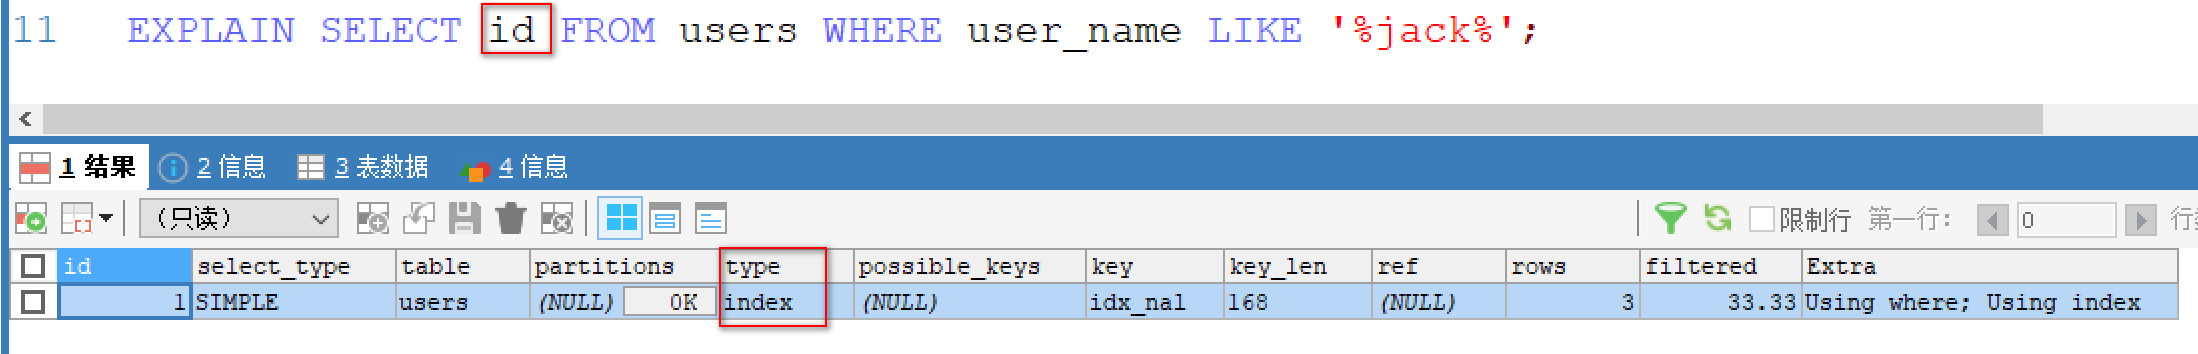 11 EXPLAIN SELECT id FROM users WHERE user_name LIKE '%jack%';
1 结果 2 信息 3 表数据 4 信息
（只读） 限制行 第一行： 0
id select_type table partitions type possible_keys key key_len ref rows filtered Extra
1 SIMPLE users (NULL) 0K index (NULL) idx_nal 168 (NULL) 3 33.33 Using where; Using index